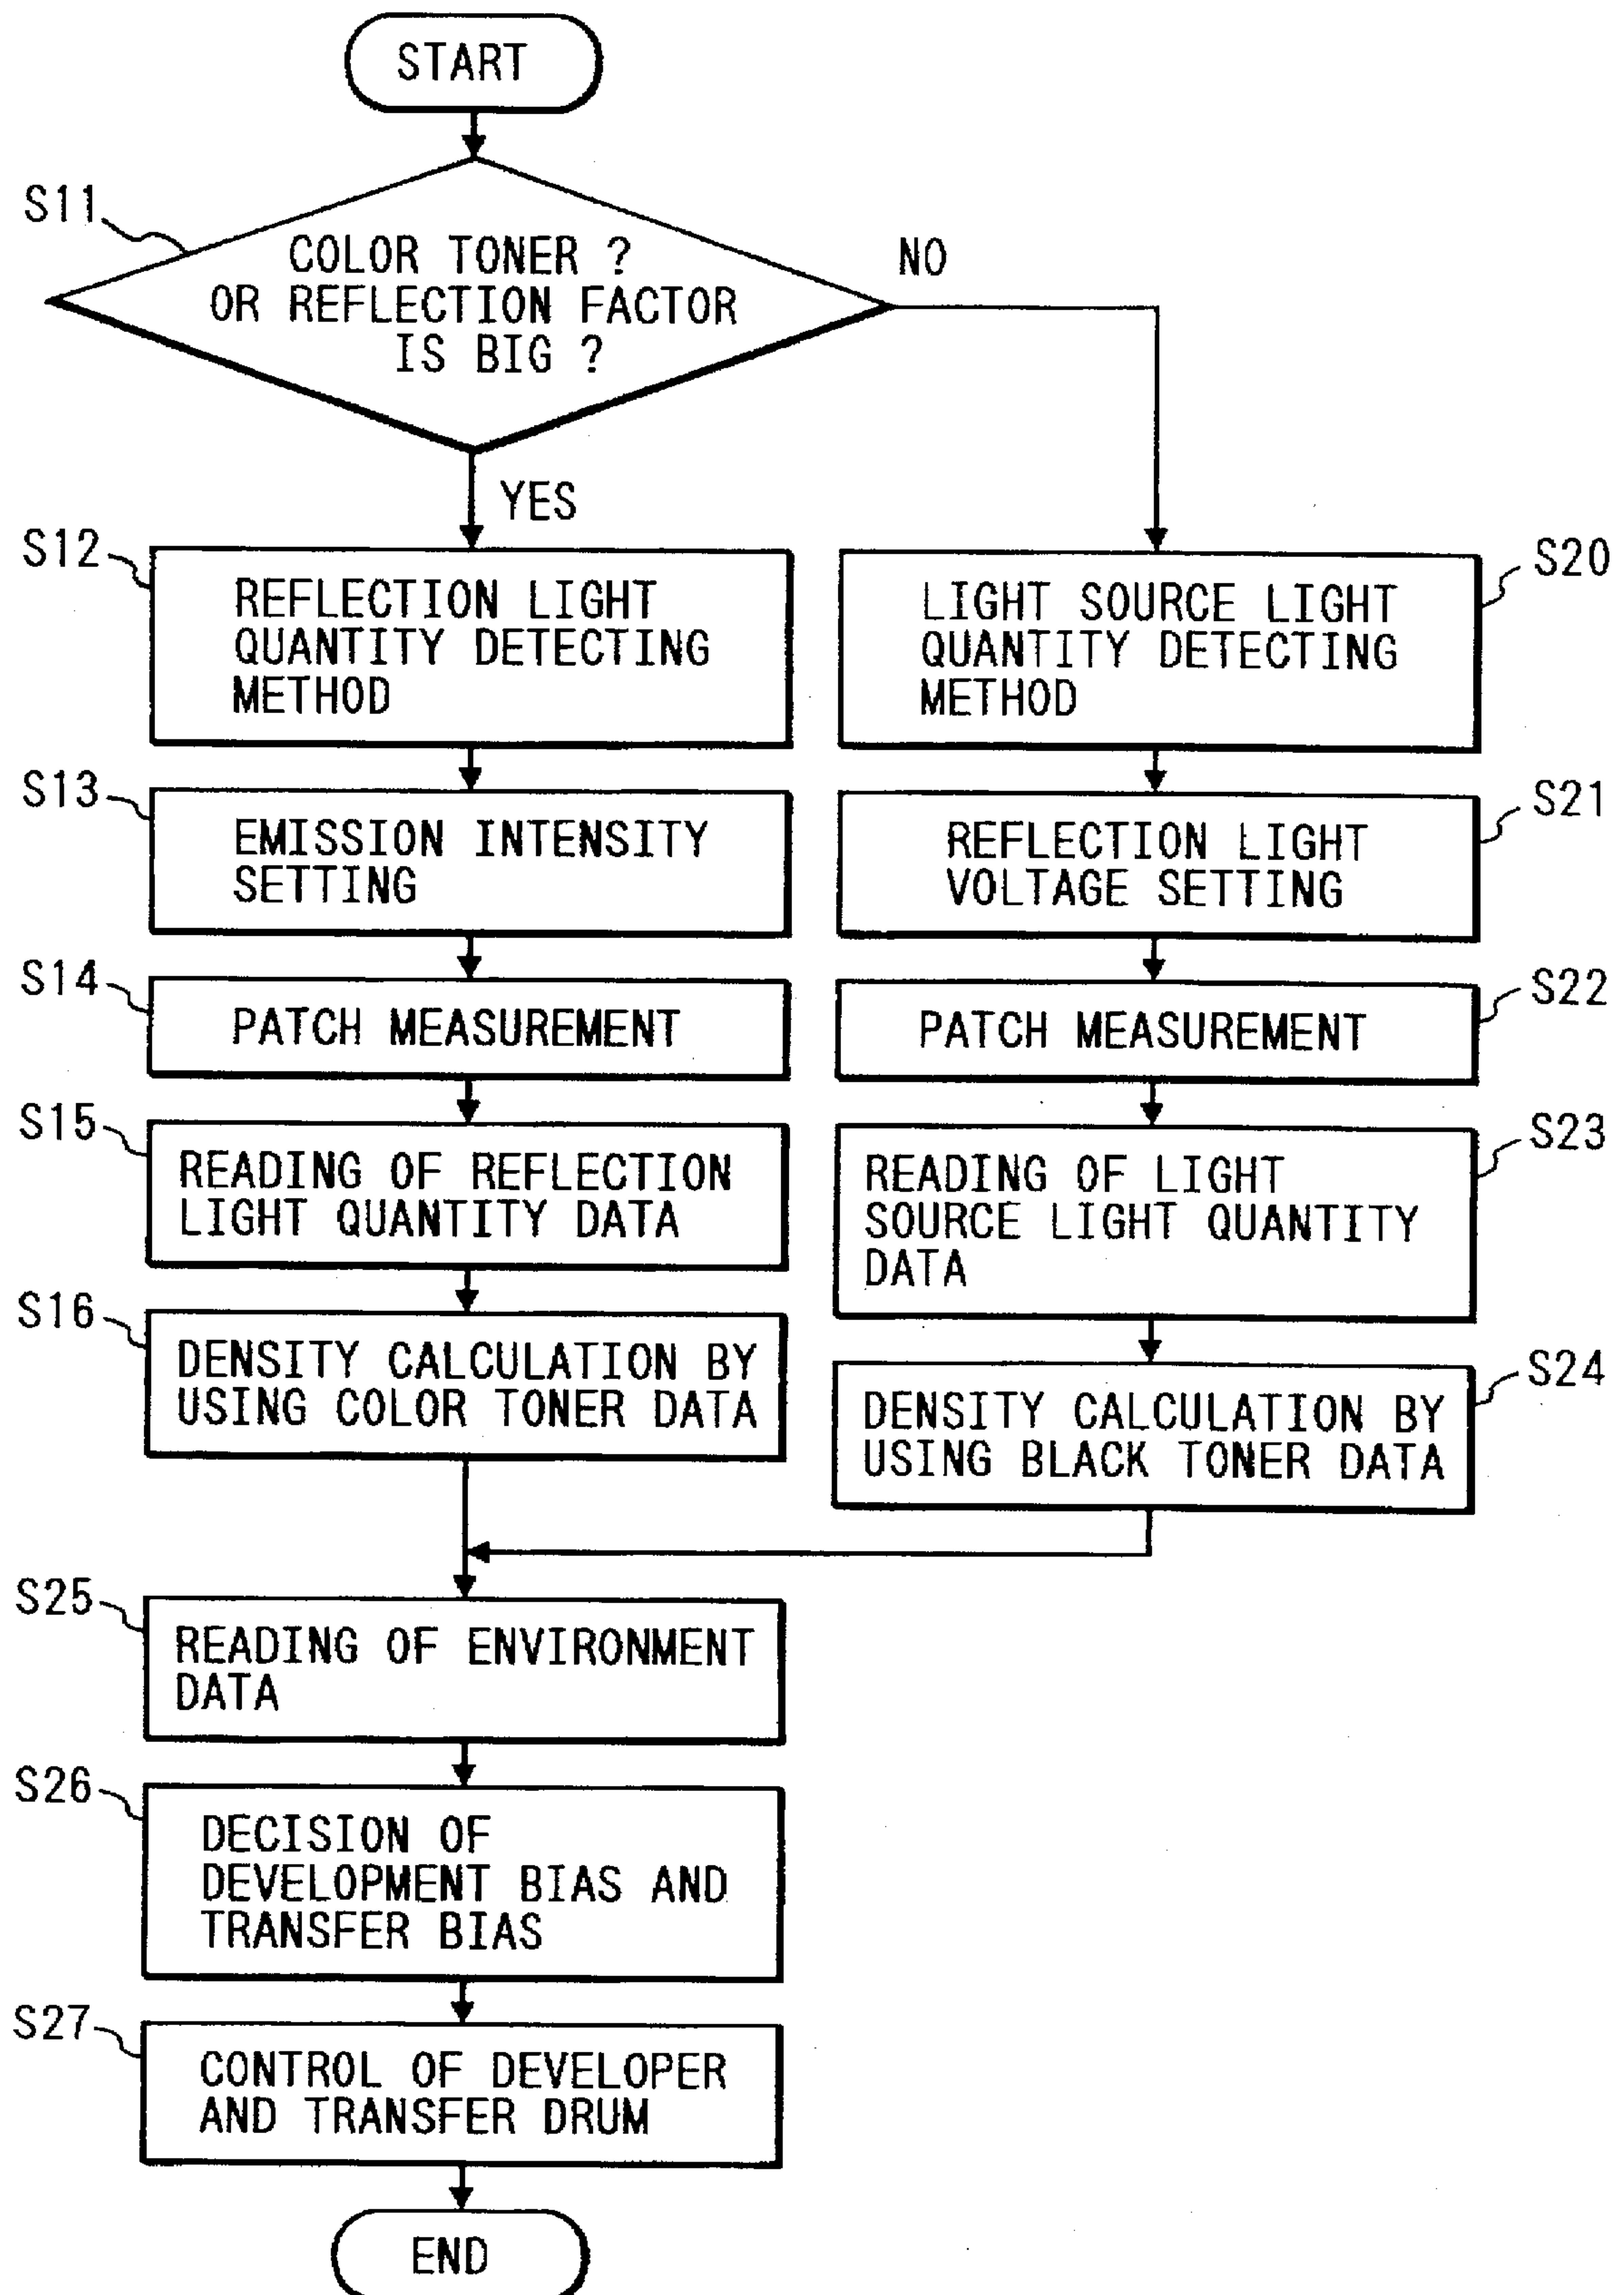 START
S11
COLOR TONER ?
OR REFLECTION FACTOR
IS BIG ?
NO
YES
S12
REFLECTION LIGHT
QUANTITY DETECTING
METHOD
S20
LIGHT SOURCE LIGHT
QUANTITY DETECTING
METHOD
S13
EMISSION INTENSITY
SETTING
S21
REFLECTION LIGHT
VOLTAGE SETTING
S14
PATCH MEASUREMENT
S22
PATCH MEASUREMENT
S15
READING OF REFLECTION
LIGHT QUANTITY DATA
S23
READING OF LIGHT
SOURCE LIGHT QUANTITY
DATA
S16
DENSITY CALCULATION BY
USING COLOR TONER DATA
S24
DENSITY CALCULATION BY
USING BLACK TONER DATA
S25
READING OF ENVIRONMENT
DATA
S26
DECISION OF
DEVELOPMENT BIAS AND
TRANSFER BIAS
S27
CONTROL OF DEVELOPER
AND TRANSFER DRUM
END